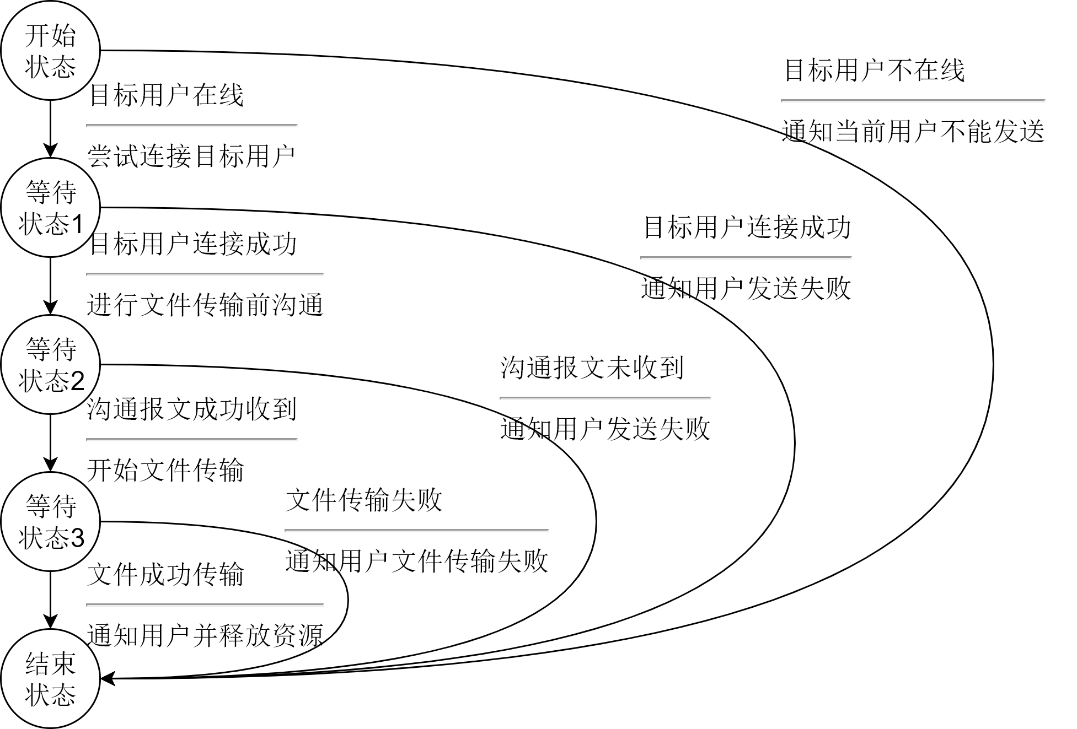 开始
状态
目标用户不在线
通知当前用户不能发送
目标用户在线
尝试连接目标用户
等待
状态1
目标用户连接成功
通知用户发送失败
目标用户连接成功
进行文件传输前沟通
等待
状态2
沟通报文未收到
通知用户发送失败
沟通报文成功收到
开始文件传输
等待
状态3
文件传输失败
通知用户文件传输失败
文件成功传输
通知用户并释放资源
结束
状态